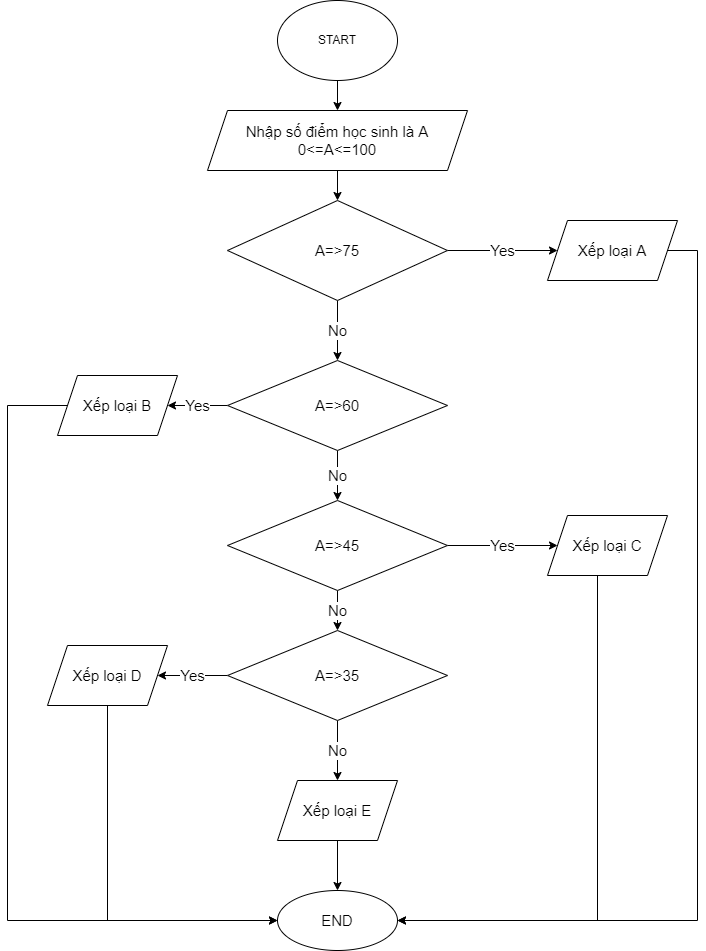 START
Nhập số điểm học sinh là A
0<=A<=100
A=>75
Yes
Xếp loại A
No
Xếp loại B
Yes
A=>60
No
A=>45
Yes
Xếp loại C
No
Xếp loại D
Yes
A=>35
No
Xếp loại E
END